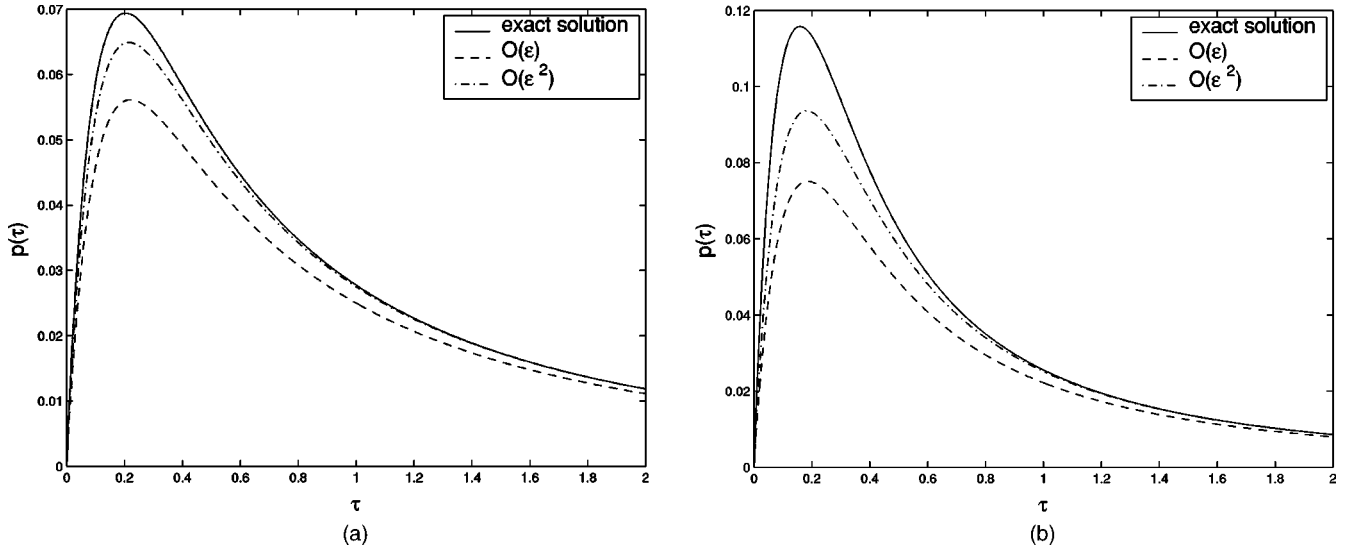 0.07
0.06
0.05
0.04
0.03
0.02
0.01
0
p(τ)
exact solution
O(ε)
O(ε²)
0 0.2 0.4 0.6 0.8 1 1.2 1.4 1.6 1.8 2
τ
(a)
0.12
0.1
0.08
0.06
0.04
0.02
0
p(τ)
exact solution
O(ε)
O(ε²)
0 0.2 0.4 0.6 0.8 1 1.2 1.4 1.6 1.8 2
τ
(b)